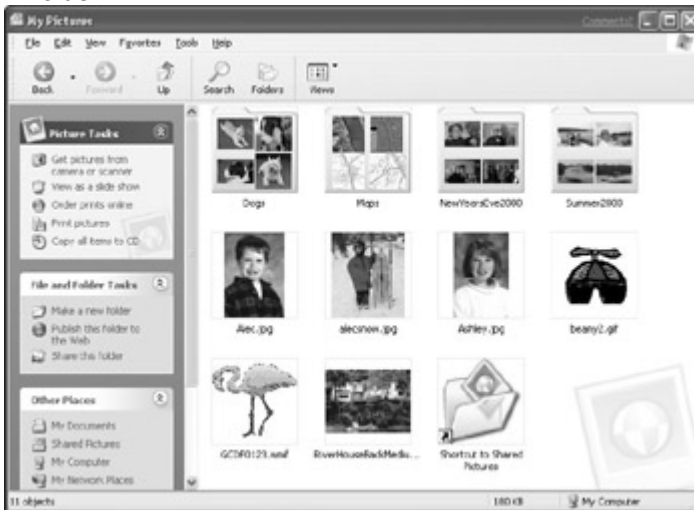 My Pictures
Comments?
File Edit View Favorites Tools Help
Back Forward Up Search Folders Views
Picture Tasks
Get pictures from
camera or scanner
View as a slide show
Order prints online
Print pictures
Copy all items to CD
File and Folder Tasks
Make a new folder
Publish this folder to
the Web
Share this folder
Other Places
My Documents
Shared Pictures
My Computer
My Network Places
Dogs
Maps
NewYearsEve2000
Summer2000
Alec.jpg
alecsnow.jpg
Ashley.jpg
beany2.gif
GCDF0123.wmf
RiverHouseBackMediu...
Shortcut to Shared
Pictures
11 objects
180 KB
My Computer